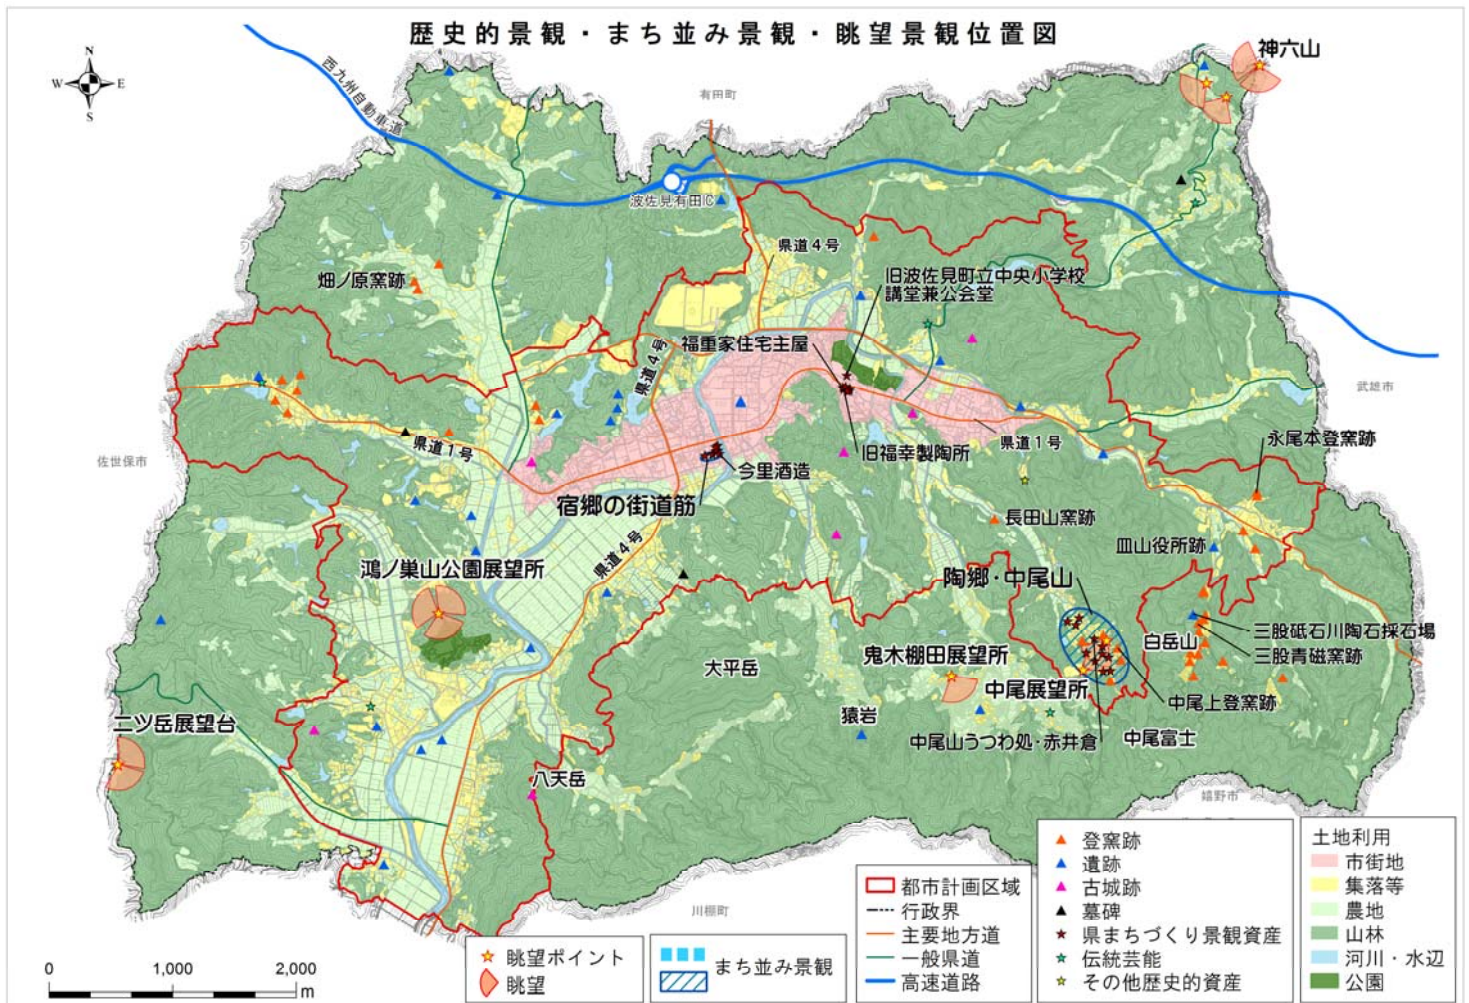 歴史的景観・まち並み景観・眺望景観位置図
N
W
E
S
西九州自動車道
有田町
神六山
波佐見有田IC
県道4号
旧波佐見町立中央小学校
講堂兼公会堂
畑ノ原窯跡
福重家住宅主屋
県道4号
武雄市
県道1号
県道1号
永尾本登窯跡
佐世保市
旧福幸製陶所
今里酒造
宿郷の街道筋
長田山窯跡
県道4号
皿山役所跡
鴻ノ巣山公園展望所
陶郷・中尾山
三股砥石川陶石採石場
白岳山
三股青磁窯跡
鬼木棚田展望所
大平岳
中尾展望所
中尾上登窯跡
二ツ岳展望台
猿岩
中尾山うつわ処・赤井倉
中尾富士
八天岳
嬉野市
川棚町
0
1,000
2,000
m
眺望ポイント
眺望
まち並み景観
都市計画区域
行政界
主要地方道
一般県道
高速道路
登窯跡
遺跡
古城跡
墓碑
県まちづくり景観資産
伝統芸能
その他歴史的資産
土地利用
市街地
集落等
農地
山林
河川・水辺
公園